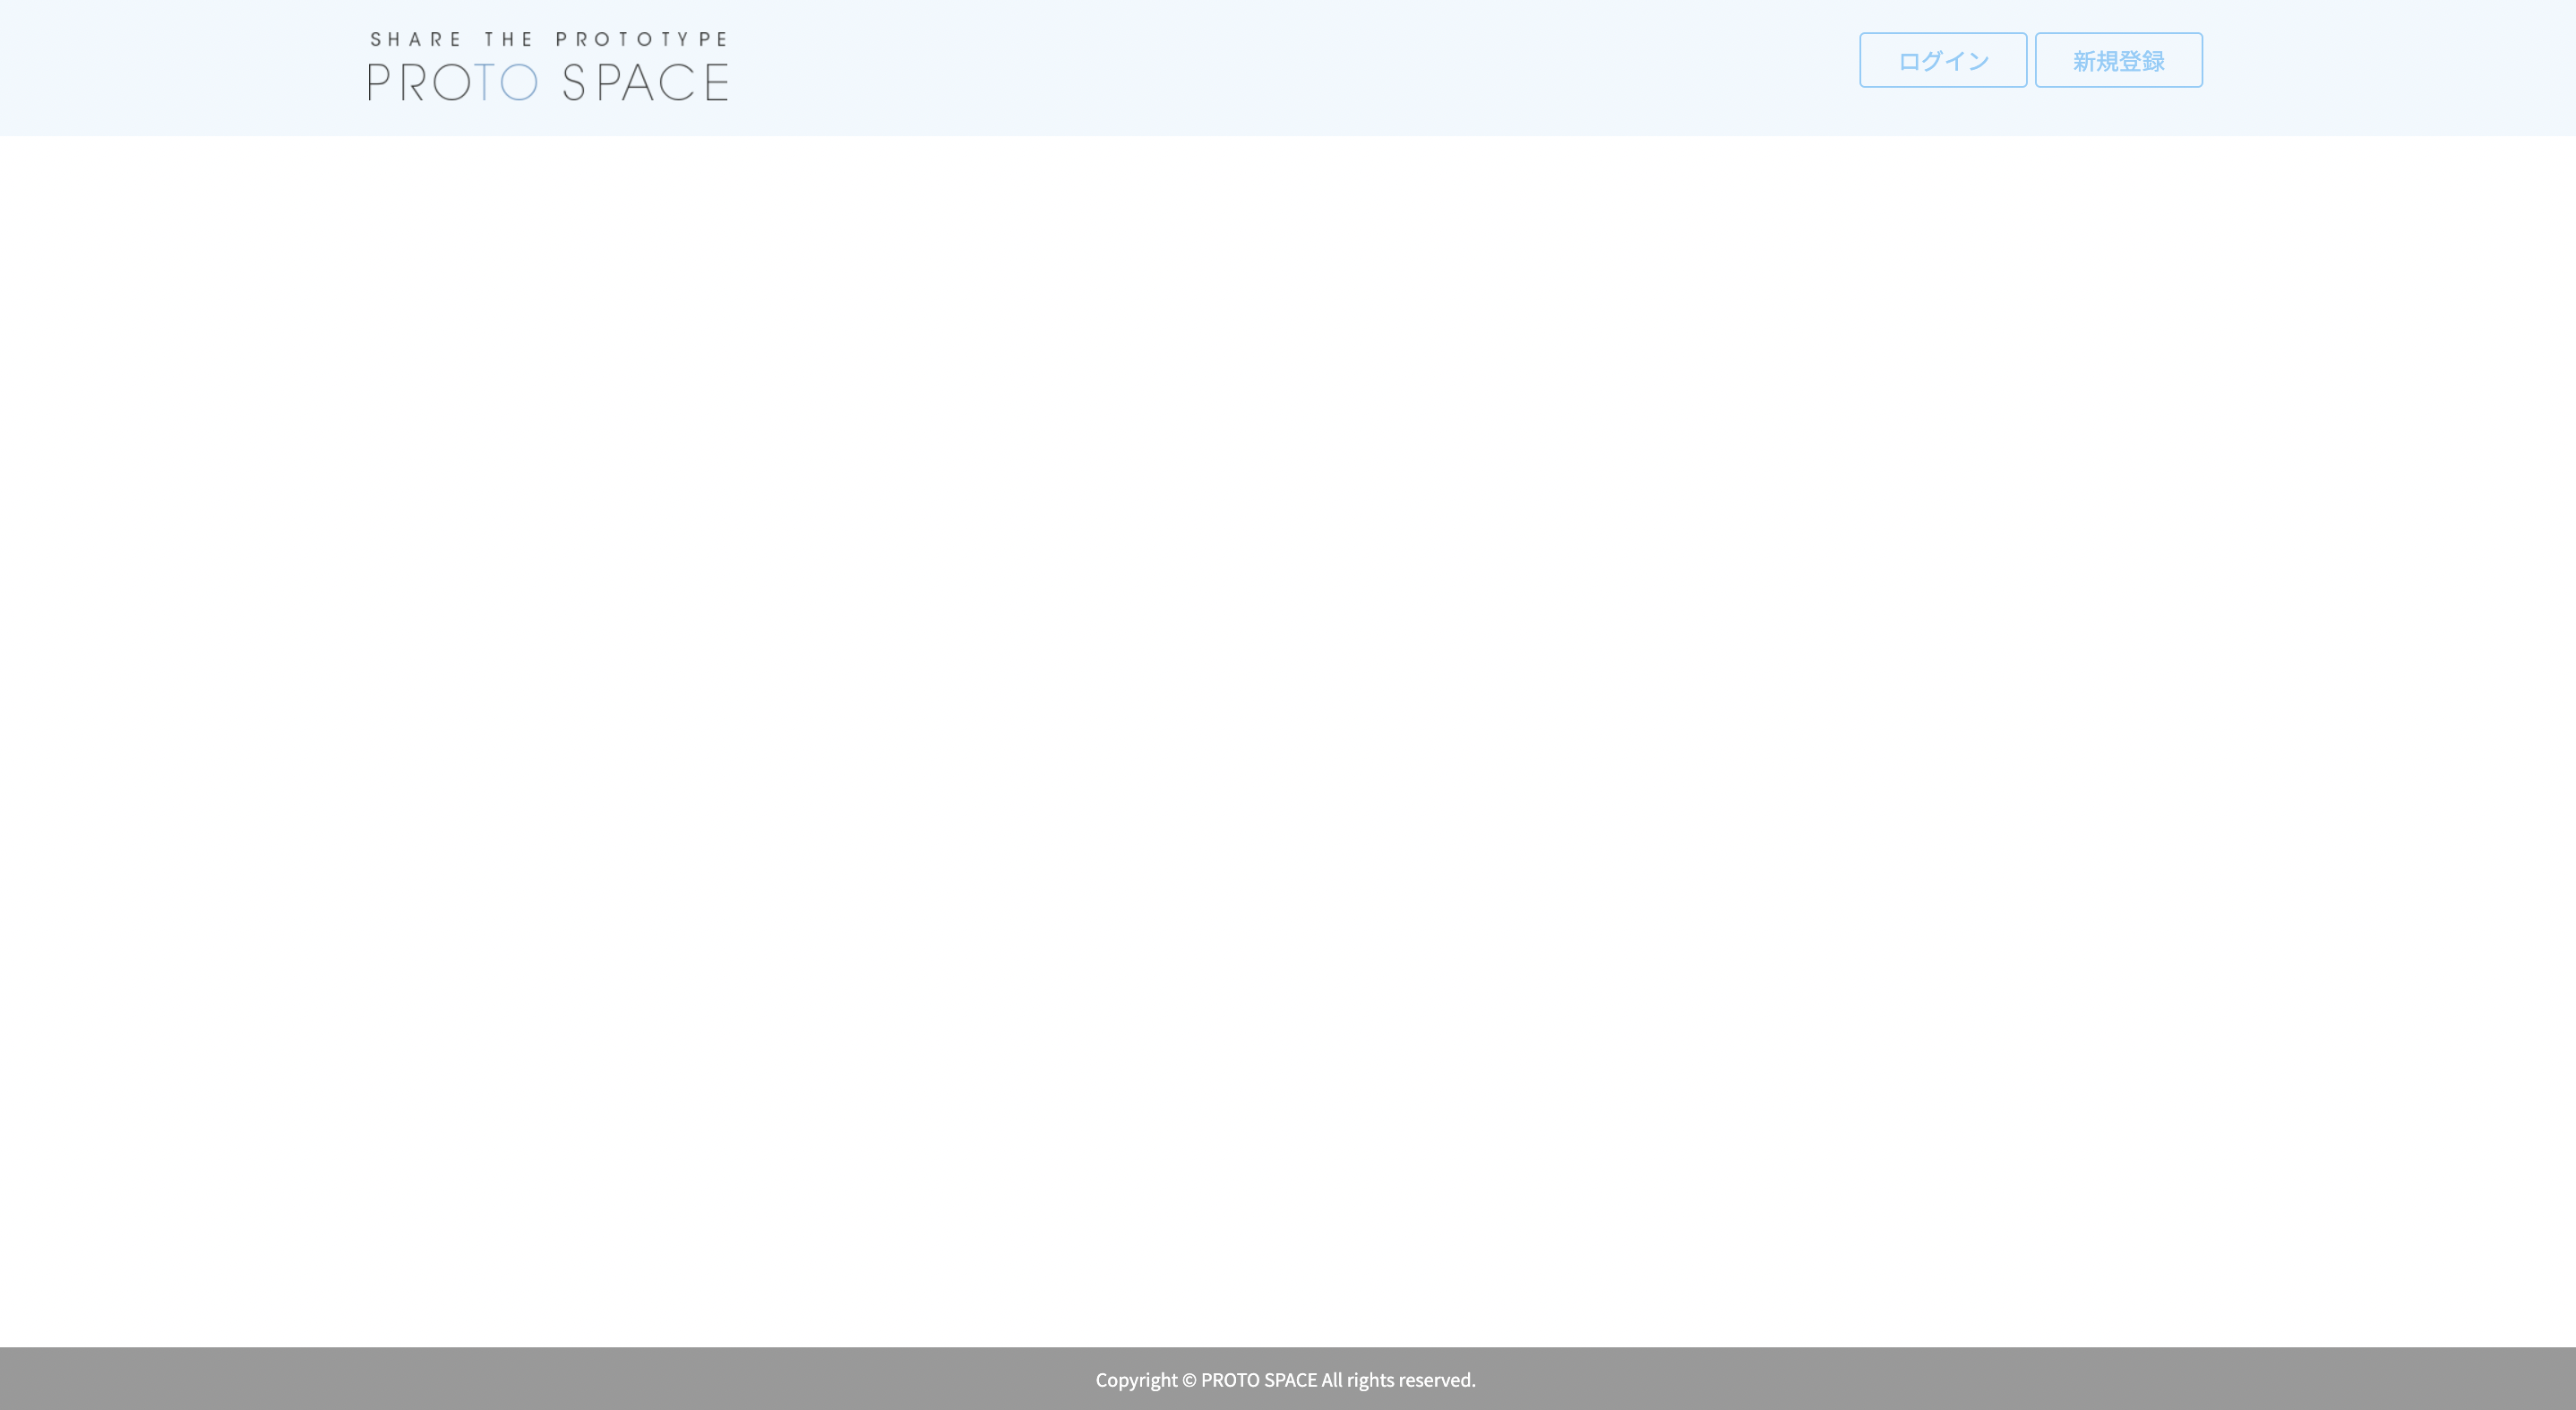 SHARE THE PROTOTYPE
PROTO SPACE
ログイン
新規登録
Copyright © PROTO SPACE All rights reserved.